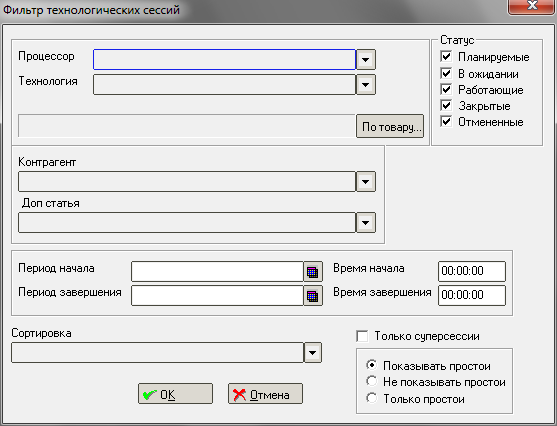 Фильтр технологических сессий
Процессор
Технология
По товару...
Статус
Планируемые
В ожидании
Работающие
Закрытые
Отмененные
Контрагент
Доп статья
Период начала
Время начала
00:00:00
Период завершения
Время завершения
00:00:00
Сортировка
Только суперсессии
Показывать простои
Не показывать простои
Только простои
OK
Отмена